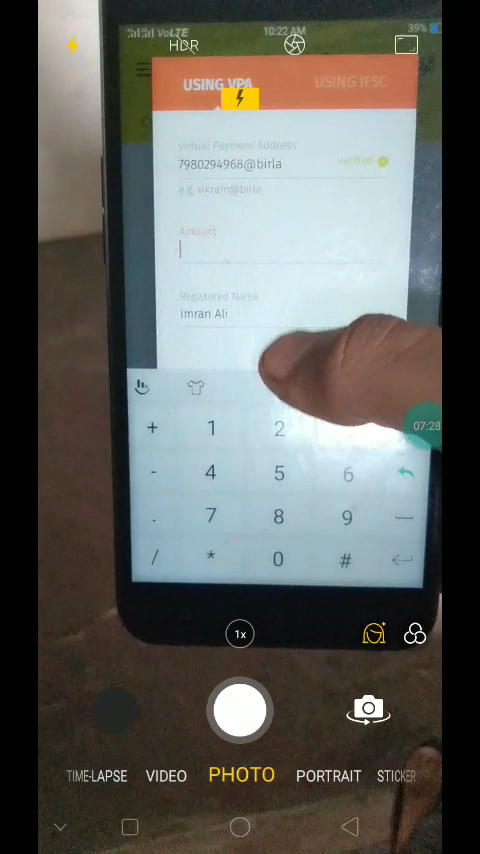 VoLTE 10:22 AM 39%
HDR
USING VPA USING IFSC
Virtual Payment Address
7980294968@birla verified
e.g. vikram@birla
Amount
Registered Name
imran Ali
07:28
+ 1 2
- 4 5 6
. 7 8 9
/ * 0 #
1x
TIME-LAPSE VIDEO PHOTO PORTRAIT STICKER